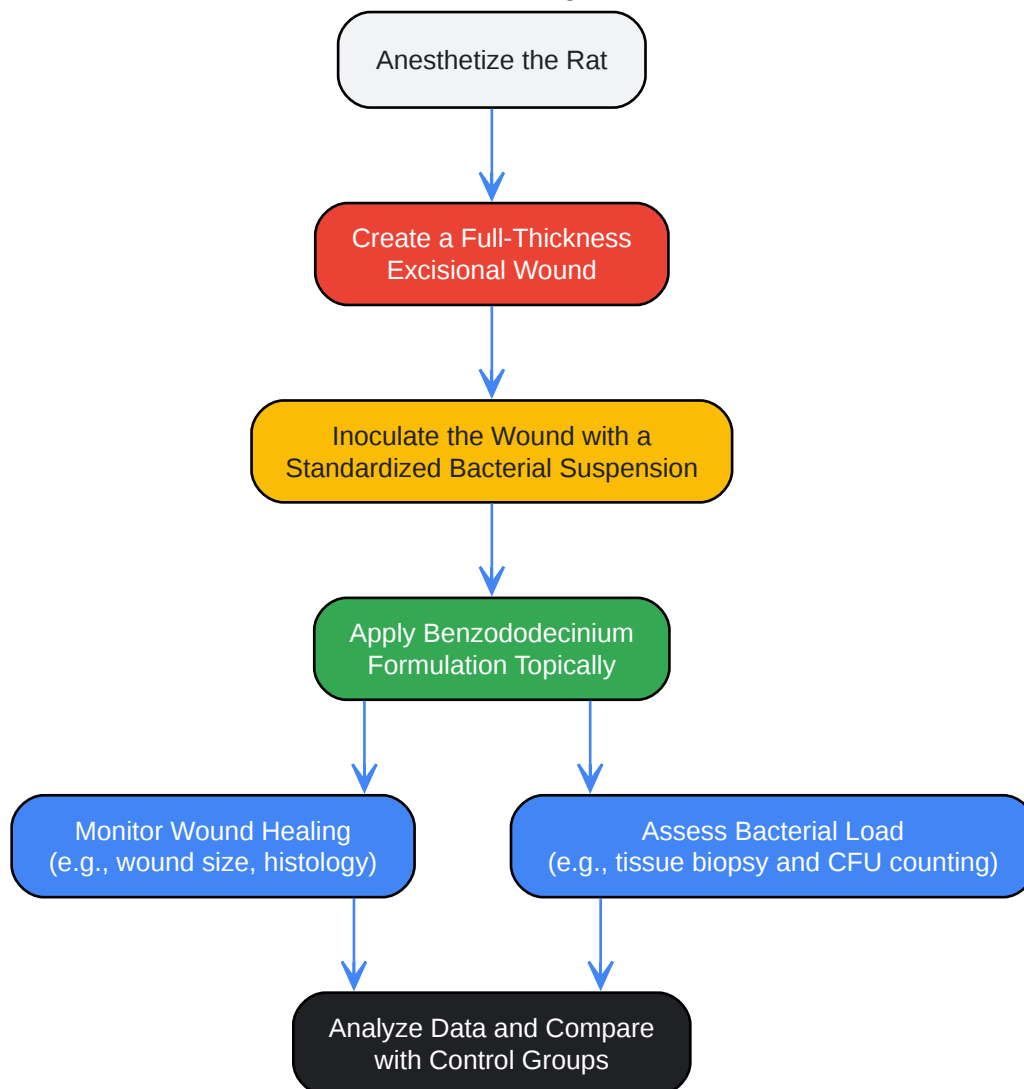 Anesthetize the Rat
Create a Full-Thickness
Excisional Wound
Inoculate the Wound with a
Standardized Bacterial Suspension
Apply Benzododecinium
Formulation Topically
Monitor Wound Healing
(e.g., wound size, histology)
Assess Bacterial Load
(e.g., tissue biopsy and CFU counting)
Analyze Data and Compare
with Control Groups